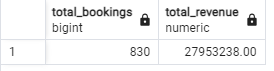 total_bookings total_revenue
bigint numeric
1 830 27953238.00